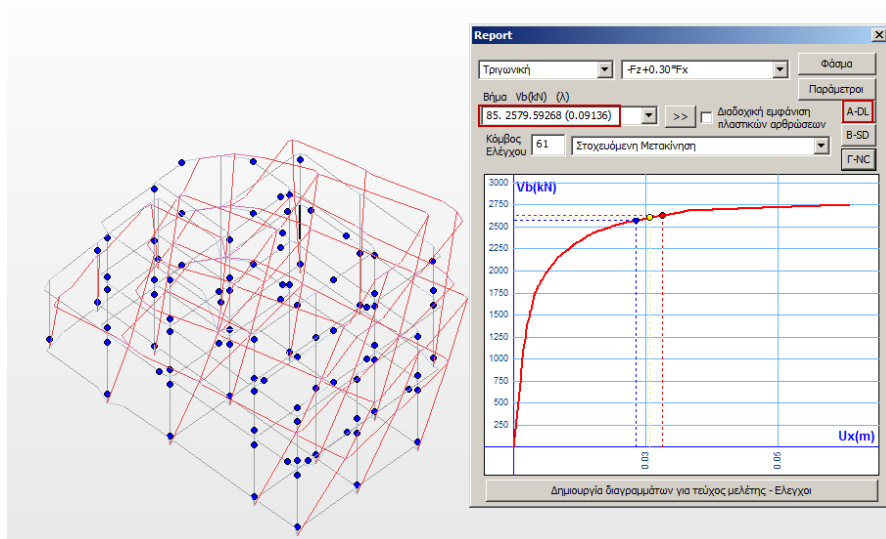 Report
Τριγωνική
-Fz+0.30*Fx
Φάσμα
Παράμετροι
Βήμα Vb(kN) (λ)
85. 2579.59268 (0.09136)
>>
Διαδοχική εμφάνιση
πλαστικών αρθρώσεων
A-DL
B-SD
Γ-NC
Κόμβος
Ελέγχου
61
Στοχευόμενη Μετακίνηση
Vb(kN)
3000
2750
2500
2250
2000
1750
1500
1250
1000
750
500
250
Ux(m)
0.03
0.05
Δημιουργία διαγραμμάτων για τεύχος μελέτης - Ελεγχοι